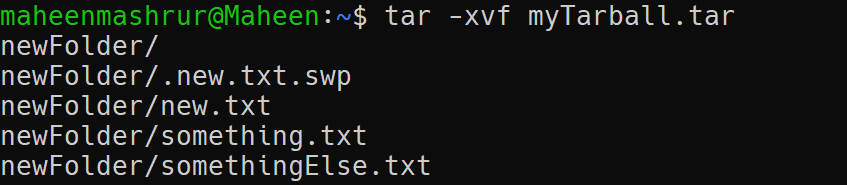 maheenmashrur@Maheen:~$ tar -xvf myTarball.tar
newFolder/
newFolder/.new.txt.swp
newFolder/new.txt
newFolder/something.txt
newFolder/somethingElse.txt